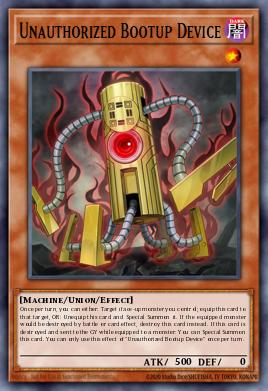 UNAUTHORIZED BOOTUP DEVICE
DARK
[MACHINE/UNION/EFFECT]
Once per turn, you can either: Target 1 face-up monster you control; equip this card to
that target, OR: Unequip this card and Special Summon it. If the equipped monster
would be destroyed by battle or card effect, destroy this card instead. If this card is
destroyed and sent to the GY while equipped to a monster: You can Special Summon
this card. You can only use this effect of "Unauthorized Bootup Device" once per turn.
ATK/ 500 DEF/ 0
©2020 Studio Dice/SHUEISHA, TV TOKYO, KONAMI